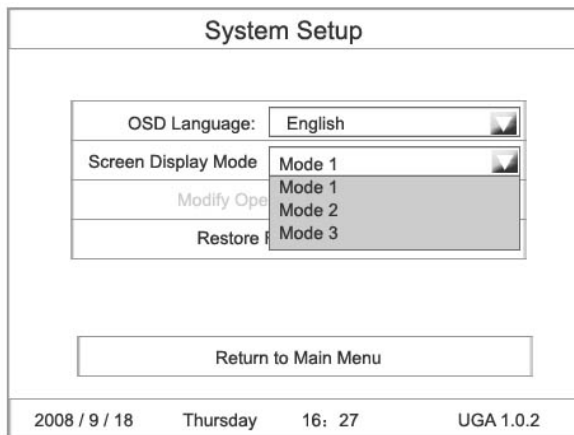 System Setup
OSD Language: English
Screen Display Mode Mode 1
Mode 1
Modify Ope
Mode 2
Restore
Mode 3
Return to Main Menu
2008 / 9 / 18 Thursday 16: 27 UGA 1.0.2